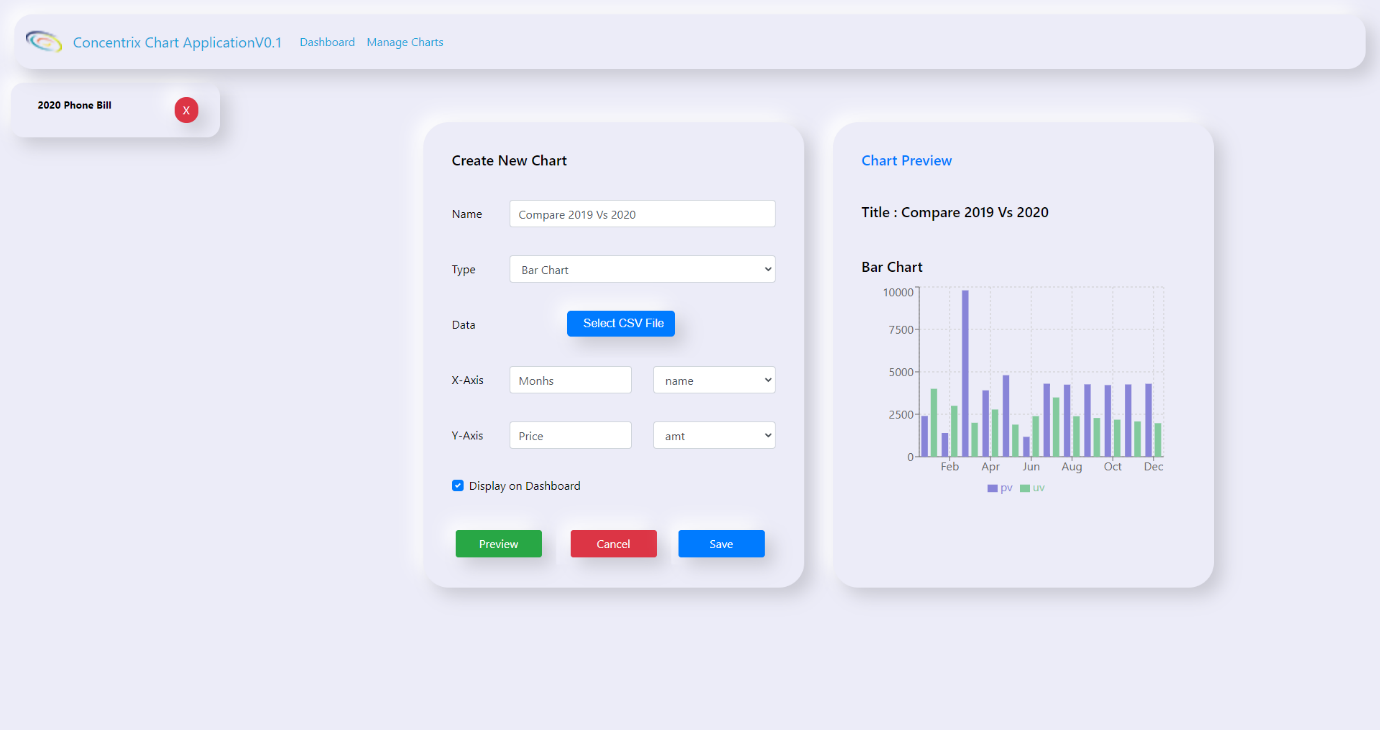 Concentrix Chart ApplicationV0.1 Dashboard Manage Charts
2020 Phone Bill X
Create New Chart
Name Compare 2019 Vs 2020
Type Bar Chart
Data Select CSV File
X-Axis Monhs name
Y-Axis Price amt
Display on Dashboard
Preview Cancel Save
Chart Preview
Title : Compare 2019 Vs 2020
Bar Chart
10000
7500
5000
2500
0
Feb Apr Jun Aug Oct Dec
pv uv